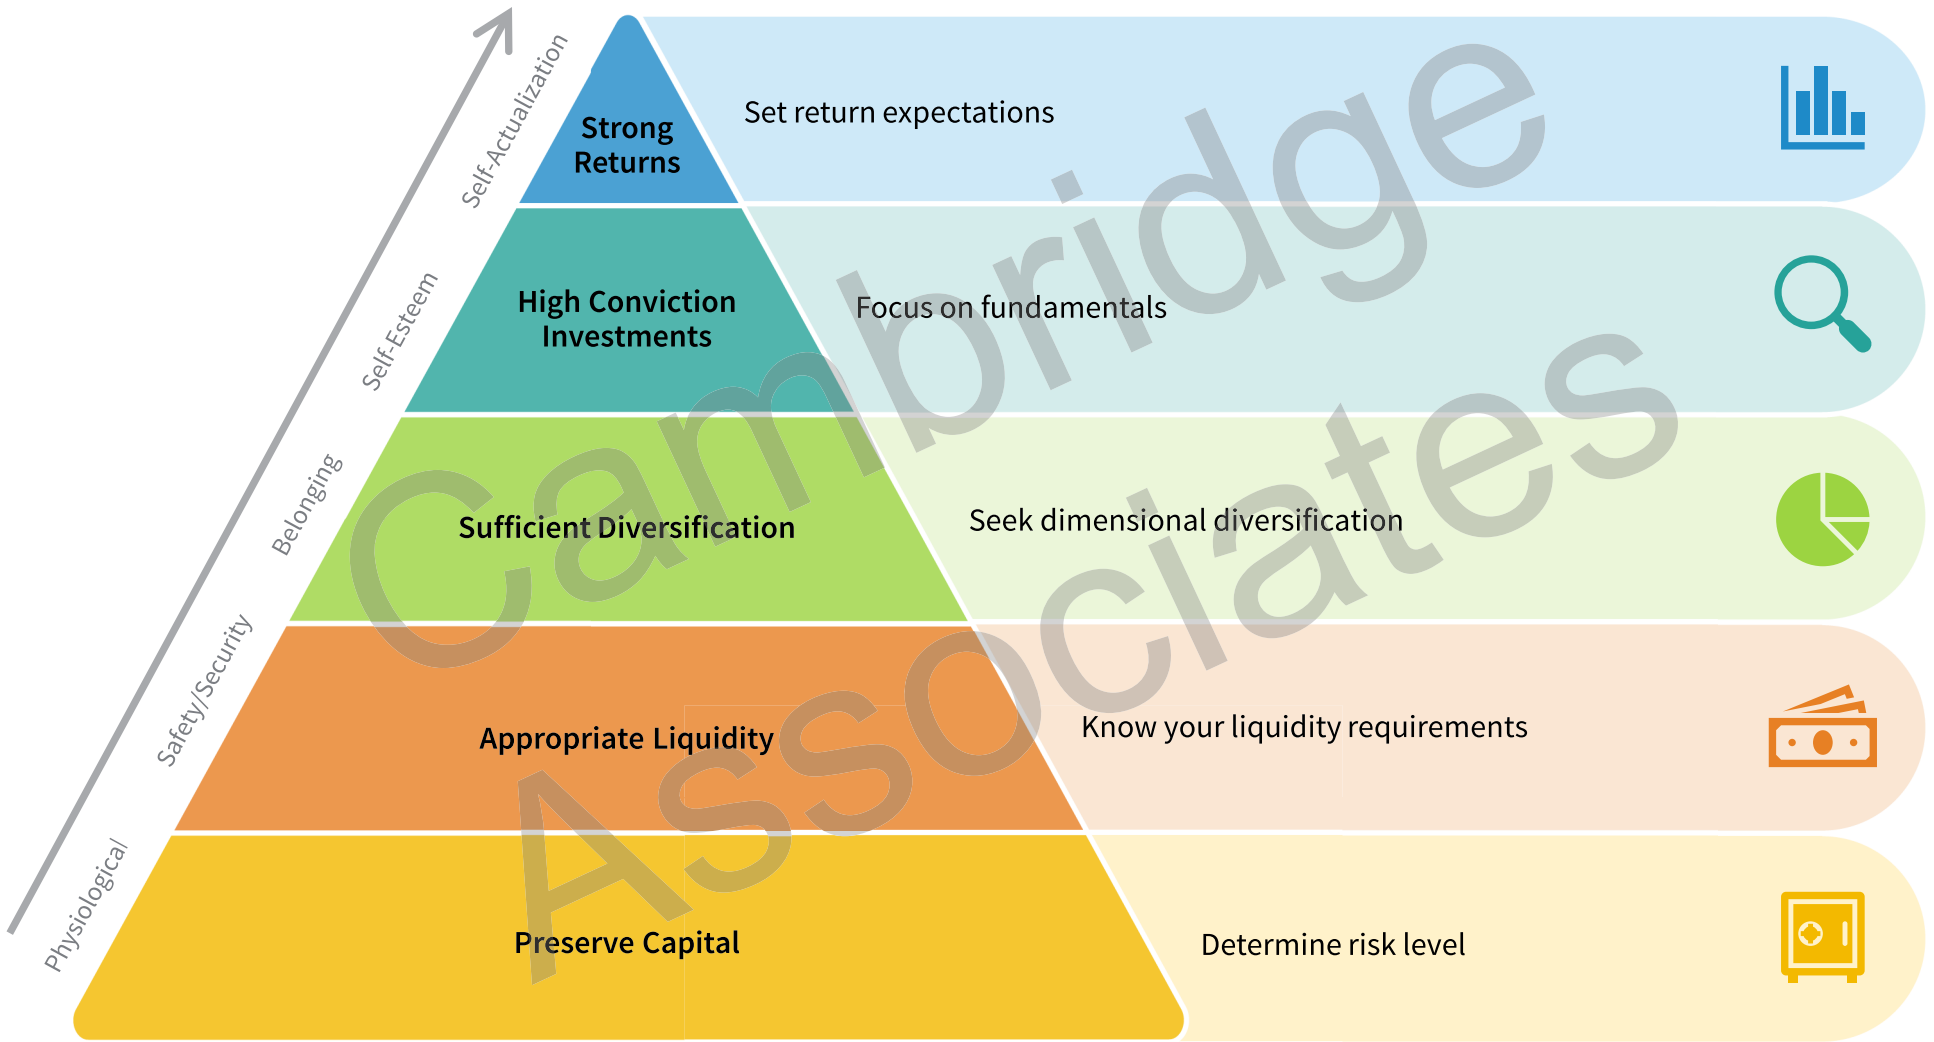 Self-Actualization
Strong
Returns
Set return expectations
Self-Esteem
High Conviction
Investments
Focus on fundamentals
Belonging
Sufficient Diversification
Seek dimensional diversification
Safety/Security
Appropriate Liquidity
Know your liquidity requirements
Physiological
Preserve Capital
Determine risk level
Cambridge
Associates